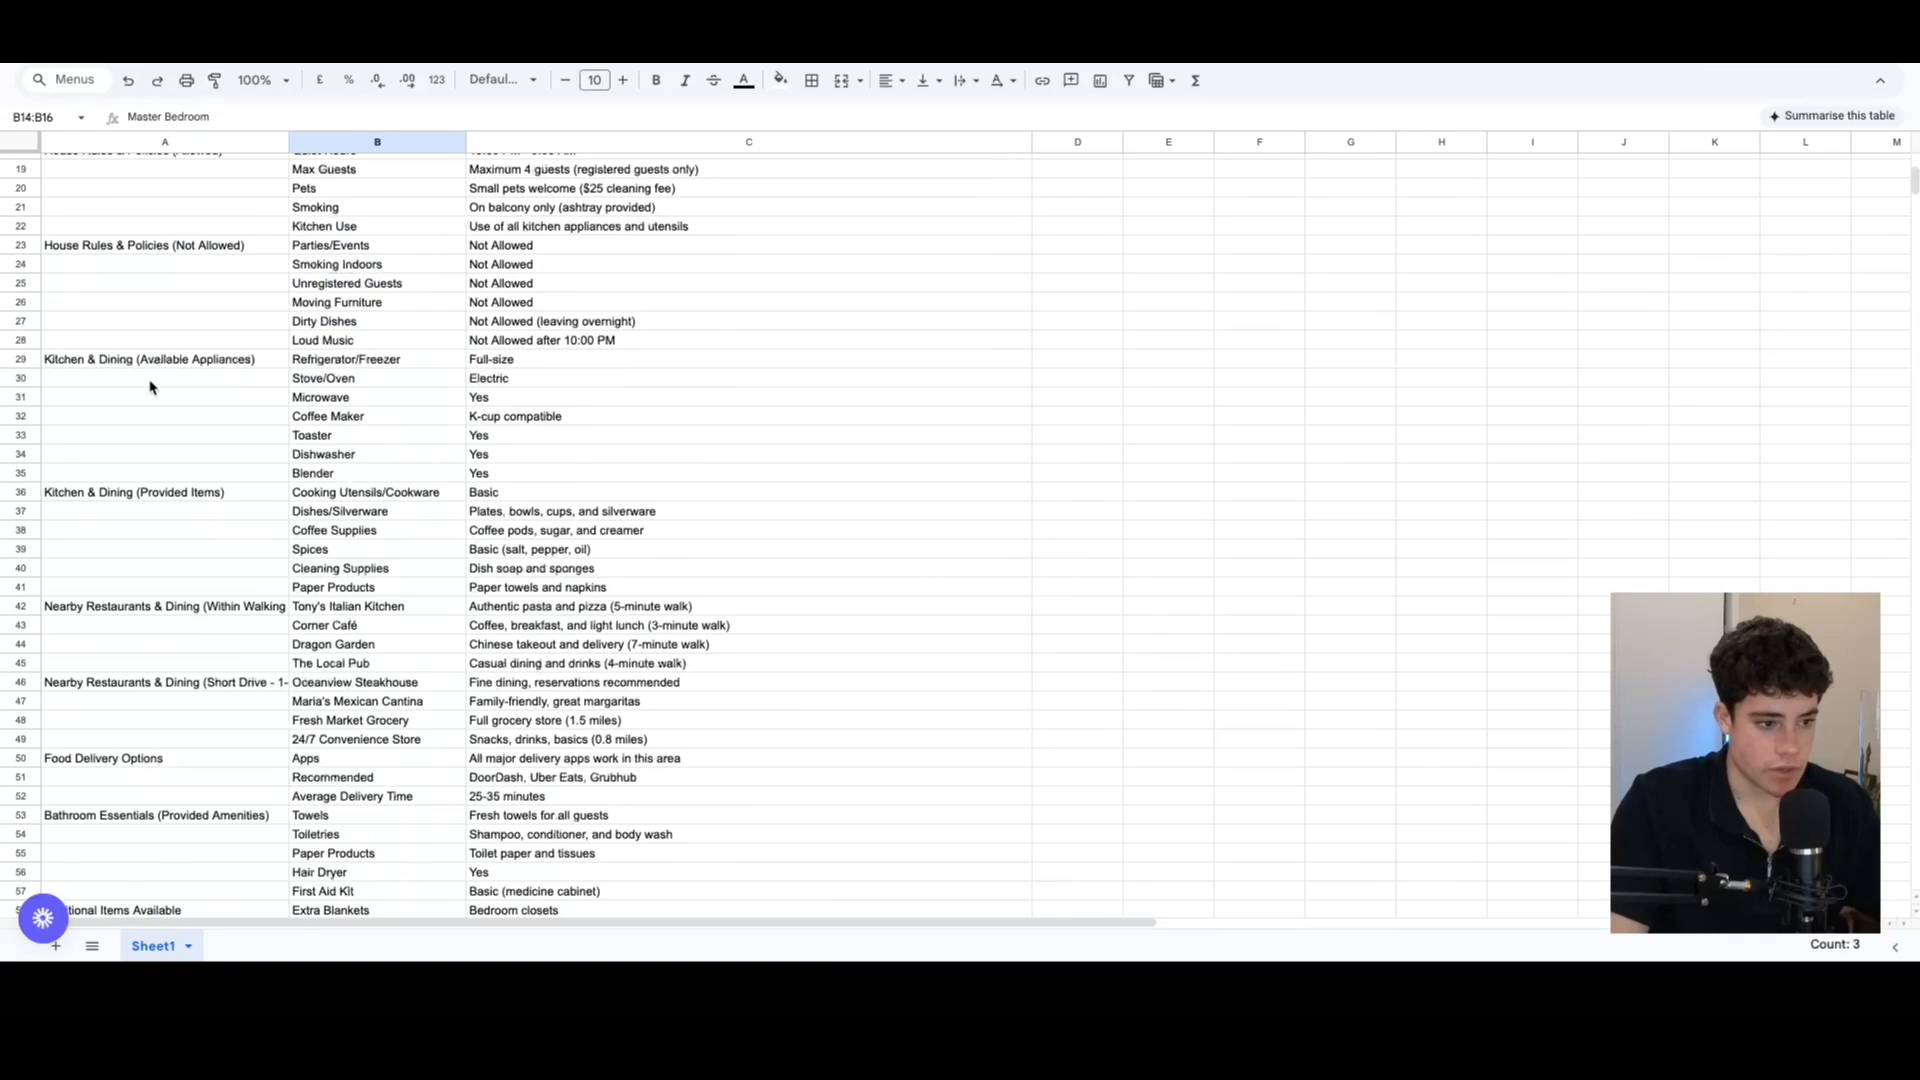 Menus 100% £ % .0 .00 123 Defaul... 10 B I A
B14:B16 fx Master Bedroom Summarise this table
A B C D E F G H I J K L M
19 Max Guests Maximum 4 guests (registered guests only)
20 Pets Small pets welcome ($25 cleaning fee)
21 Smoking On balcony only (ashtray provided)
22 Kitchen Use Use of all kitchen appliances and utensils
23 House Rules & Policies (Not Allowed) Parties/Events Not Allowed
24 Smoking Indoors Not Allowed
25 Unregistered Guests Not Allowed
26 Moving Furniture Not Allowed
27 Dirty Dishes Not Allowed (leaving overnight)
28 Loud Music Not Allowed after 10:00 PM
29 Kitchen & Dining (Available Appliances) Refrigerator/Freezer Full-size
30 Stove/Oven Electric
31 Microwave Yes
32 Coffee Maker K-cup compatible
33 Toaster Yes
34 Dishwasher Yes
35 Blender Yes
36 Kitchen & Dining (Provided Items) Cooking Utensils/Cookware Basic
37 Dishes/Silverware Plates, bowls, cups, and silverware
38 Coffee Supplies Coffee pods, sugar, and creamer
39 Spices Basic (salt, pepper, oil)
40 Cleaning Supplies Dish soap and sponges
41 Paper Products Paper towels and napkins
42 Nearby Restaurants & Dining (Within Walking Tony's Italian Kitchen Authentic pasta and pizza (5-minute walk)
43 Corner Café Coffee, breakfast, and light lunch (3-minute walk)
44 Dragon Garden Chinese takeout and delivery (7-minute walk)
45 The Local Pub Casual dining and drinks (4-minute walk)
46 Nearby Restaurants & Dining (Short Drive - 1- Oceanview Steakhouse Fine dining, reservations recommended
47 Maria's Mexican Cantina Family-friendly, great margaritas
48 Fresh Market Grocery Full grocery store (1.5 miles)
49 24/7 Convenience Store Snacks, drinks, basics (0.8 miles)
50 Food Delivery Options Apps All major delivery apps work in this area
51 Recommended DoorDash, Uber Eats, Grubhub
52 Average Delivery Time 25-35 minutes
53 Bathroom Essentials (Provided Amenities) Towels Fresh towels for all guests
54 Toiletries Shampoo, conditioner, and body wash
55 Paper Products Toilet paper and tissues
56 Hair Dryer Yes
57 First Aid Kit Basic (medicine cabinet)
tional Items Available Extra Blankets Bedroom closets
Sheet1 Count: 3